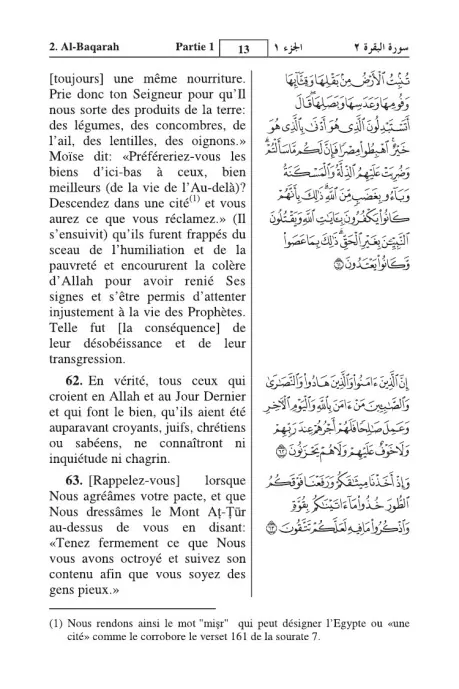 2. Al-Baqarah Partie 1 13 الجزء ١ سورة البقرة ٢
[toujours] une même nourriture.
Prie donc ton Seigneur pour qu'Il
nous sorte des produits de la terre:
des légumes, des concombres, de
l'ail, des lentilles, des oignons.»
Moïse dit: «Préféreriez-vous les
biens d'ici-bas à ceux, bien
meilleurs (de la vie de l'Au-delà)?
Descendez dans une cité(1) et vous
aurez ce que vous réclamez.» (Il
s'ensuivit) qu'ils furent frappés du
sceau de l'humiliation et de la
pauvreté et encoururent la colère
d'Allah pour avoir renié Ses
signes et s'être permis d'attenter
injustement à la vie des Prophètes.
Telle fut [la conséquence] de
leur désobéissance et de leur
transgression.
62. En vérité, tous ceux qui
croient en Allah et au Jour Dernier
et qui font le bien, qu'ils aient été
auparavant croyants, juifs, chrétiens
ou sabéens, ne connaîtront ni
inquiétude ni chagrin.
63. [Rappelez-vous] lorsque
Nous agréâmes votre pacte, et que
Nous dressâmes le Mont Aṭ-Ṭūr
au-dessus de vous en disant:
«Tenez fermement ce que Nous
vous avons octroyé et suivez son
contenu afin que vous soyez des
gens pieux.»
تُنۢبِتُ ٱلْأَرْضُ مِنۢ بَقْلِهَا وَقِثَّآئِهَا
وَفُومِهَا وَعَدَسِهَا وَبَصَلِهَا ۖ قَالَ
أَتَسْتَبْدِلُونَ ٱلَّذِى هُوَ أَدْنَىٰ بِٱلَّذِى هُوَ
خَيْرٌ ۚ ٱهْبِطُوا۟ مِصْرًا فَإِنَّ لَكُم مَّا سَأَلْتُمْ ۗ
وَضُرِبَتْ عَلَيْهِمُ ٱلذِّلَّةُ وَٱلْمَسْكَنَةُ
وَبَآءُو بِغَضَبٍ مِّنَ ٱللَّهِ ۗ ذَٰلِكَ بِأَنَّهُمْ
كَانُوا۟ يَكْفُرُونَ بِـَٔايَٰتِ ٱللَّهِ وَيَقْتُلُونَ
ٱلنَّبِيِّـۧنَ بِغَيْرِ ٱلْحَقِّ ۗ ذَٰلِكَ بِمَا عَصَوا۟
وَّكَانُوا۟ يَعْتَدُونَ ٦١
إِنَّ ٱلَّذِينَ ءَامَنُوا۟ وَٱلَّذِينَ هَادُوا۟ وَٱلنَّصَٰرَىٰ
وَٱلصَّٰبِـِٔينَ مَنْ ءَامَنَ بِٱللَّهِ وَٱلْيَوْمِ ٱلْـَٔاخِرِ
وَعَمِلَ صَٰلِحًا فَلَهُمْ أَجْرُهُمْ عِندَ رَبِّهِمْ
وَلَا خَوْفٌ عَلَيْهِمْ وَلَا هُمْ يَحْزَنُونَ ٦٢
وَإِذْ أَخَذْنَا مِيثَٰقَكُمْ وَرَفَعْنَا فَوْقَكُمُ
ٱلطُّورَ خُذُوا۟ مَآ ءَاتَيْنَٰكُم بِقُوَّةٍ
وَٱذْكُرُوا۟ مَا فِيهِ لَعَلَّكُمْ تَتَّقُونَ ٦٣
(1) Nous rendons ainsi le mot "miṣr" qui peut désigner l'Egypte ou «une
cité» comme le corrobore le verset 161 de la sourate 7.